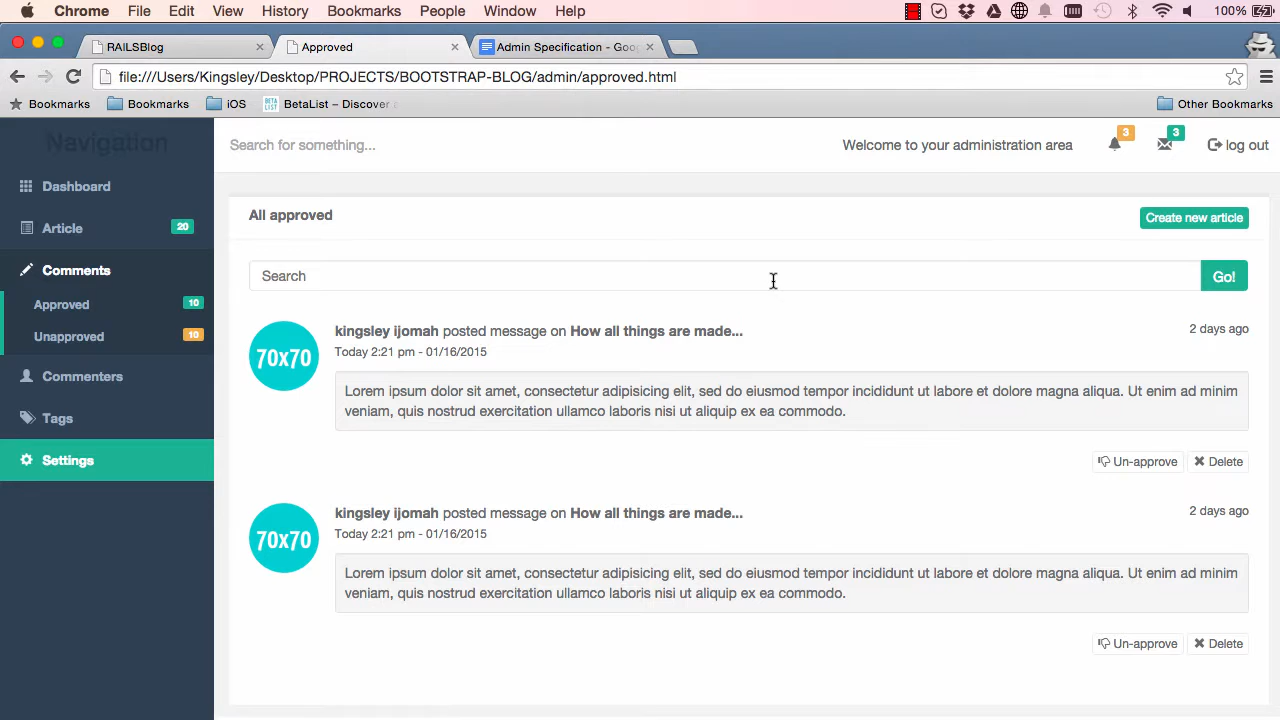 Chrome File Edit View History Bookmarks People Window Help 100%
RAILSBlog Approved Admin Spcification - Goo
file:///Users/Kingsley/Desktop/PROJECTS/BOOTSTRAP-BLOG/admin/approved.html
Bookmarks Bookmarks iOS BETA LIST BetaList – Discover Other Bookmarks
Navigation
Search for something... Welcome to your administration area 3 3 log out
Dashboard
Article 20
Comments
Approved 10
Unapproved 10
Commenters
Tags
Settings
All approved Create new article
Search Go!
70x70 kingsley ijomah posted message on How all things are made... 2 days ago
Today 2:21 pm - 01/16/2015
Lorem ipsum dolor sit amet, consectetur adipisicing elit, sed do eiusmod tempor incididunt ut labore et dolore magna aliqua. Ut enim ad minim
veniam, quis nostrud exercitation ullamco laboris nisi ut aliquip ex ea commodo.
Un-approve Delete
70x70 kingsley ijomah posted message on How all things are made... 2 days ago
Today 2:21 pm - 01/16/2015
Lorem ipsum dolor sit amet, consectetur adipisicing elit, sed do eiusmod tempor incididunt ut labore et dolore magna aliqua. Ut enim ad minim
veniam, quis nostrud exercitation ullamco laboris nisi ut aliquip ex ea commodo.
Un-approve Delete